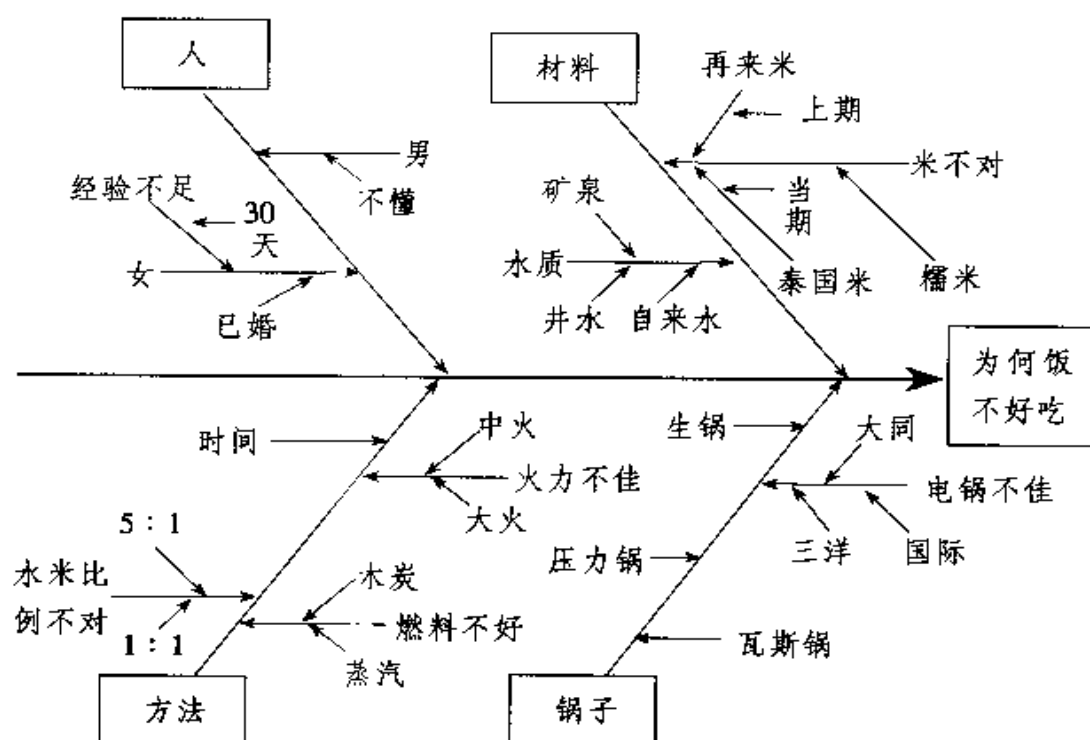 人
材料
再来米
上期
男
不懂
米不对
经验不足
30
天
矿泉
当
期
女
水质
泰国米
糯米
已婚
井水
自来水
为何饭
不好吃
时间
中火
生锅
大同
火力不佳
电锅不佳
大火
三洋
国际
5：1
压力锅
水米比
例不对
木炭
燃料不好
1：1
蒸汽
瓦斯锅
方法
锅子